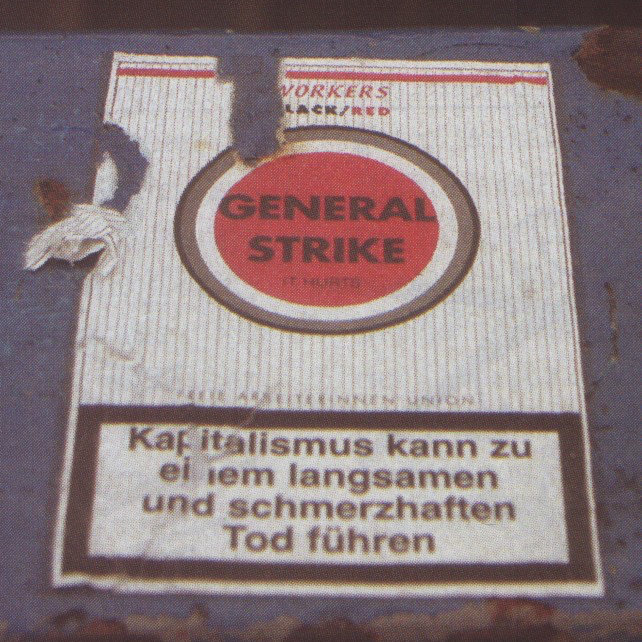 WORKERS
LACK/RED
GENERAL
STRIKE
IT HURTS
FREIE ARBEITERINNEN UNION
Kapitalismus kann zu
einem langsamen
und schmerzhaften
Tod führen